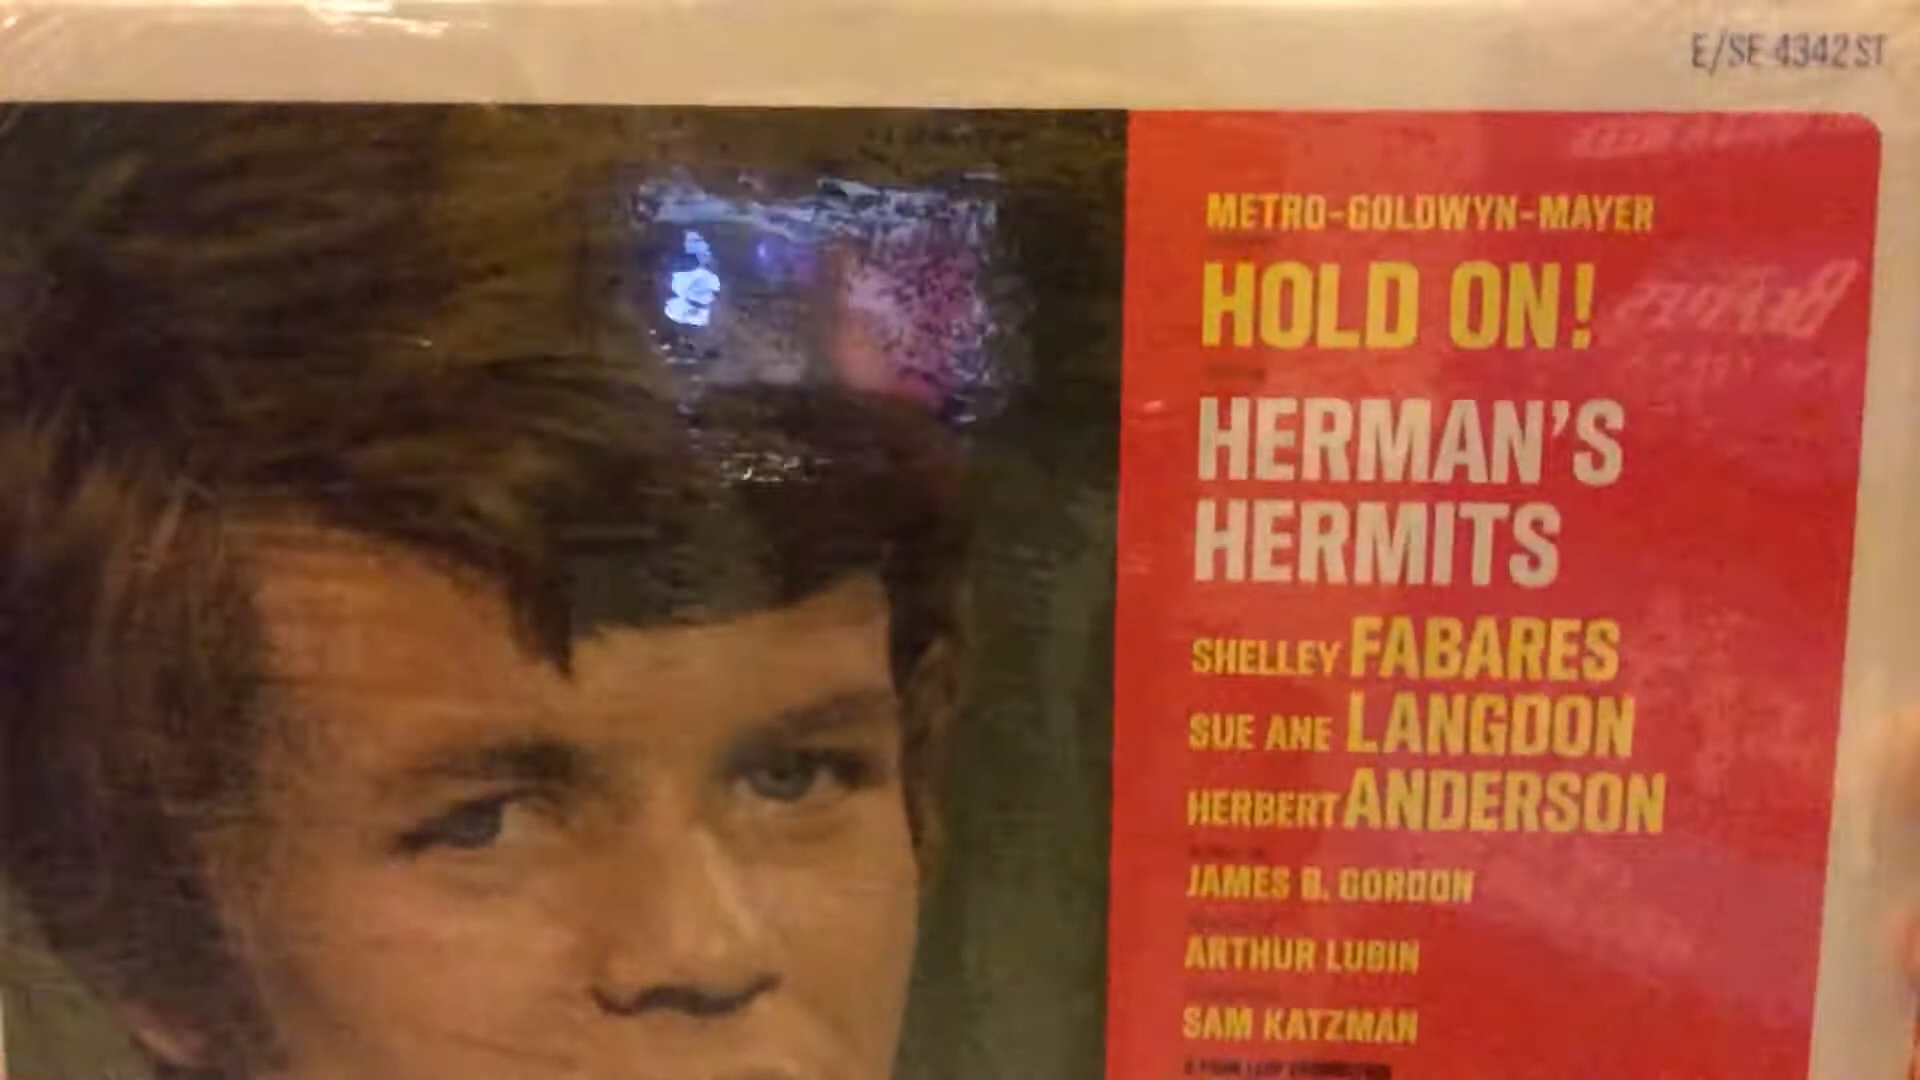 E/SE 4342 ST
METRO-GOLDWYN-MAYER
HOLD ON!
HERMAN'S
HERMITS
SHELLEY FABARES
SUE ANE LANGDON
HERBERT ANDERSON
JAMES B. GORDON
ARTHUR LUBIN
SAM KATZMAN